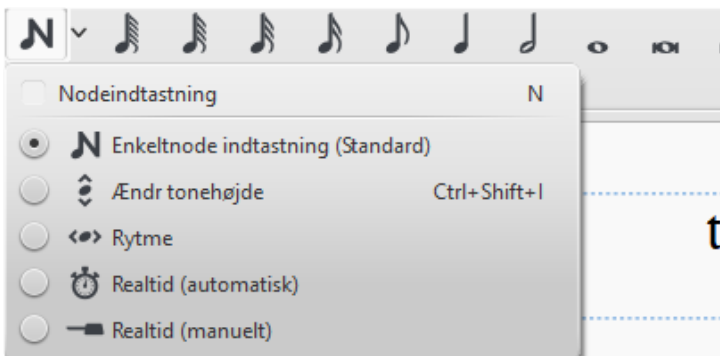 Nodeindtastning N
Enkeltnode indtastning (Standard)
Ændr tonehøjde Ctrl+Shift+I
Rytme
Realtid (automatisk)
Realtid (manuelt)
t